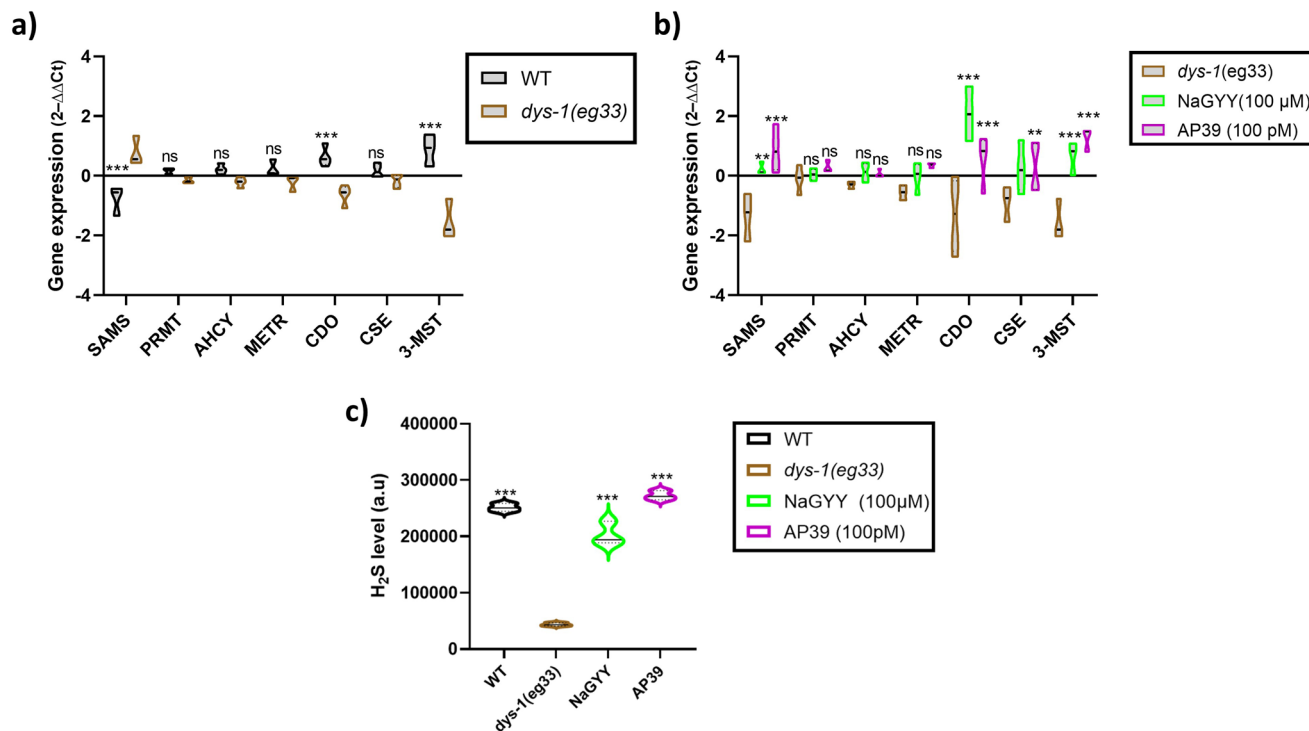 a)
Gene expression (2–ΔΔCt)
4
2
0
-2
-4
***
ns
ns
ns
***
ns
***
SAMS
PRMT
AHCY
METR
CDO
CSE
3-MST
WT
dys-1(eg33)
b)
Gene expression (2–ΔΔCt)
4
2
0
-2
-4
**
***
ns
ns
ns
ns
ns
ns
***
***
**
***
***
SAMS
PRMT
AHCY
METR
CDO
CSE
3-MST
dys-1(eg33)
NaGYY(100 µM)
AP39 (100 pM)
c)
H2S level (a.u)
400000
300000
200000
100000
0
***
***
***
WT
dys-1(eg33)
NaGYY
AP39
WT
dys-1(eg33)
NaGYY (100µM)
AP39 (100pM)